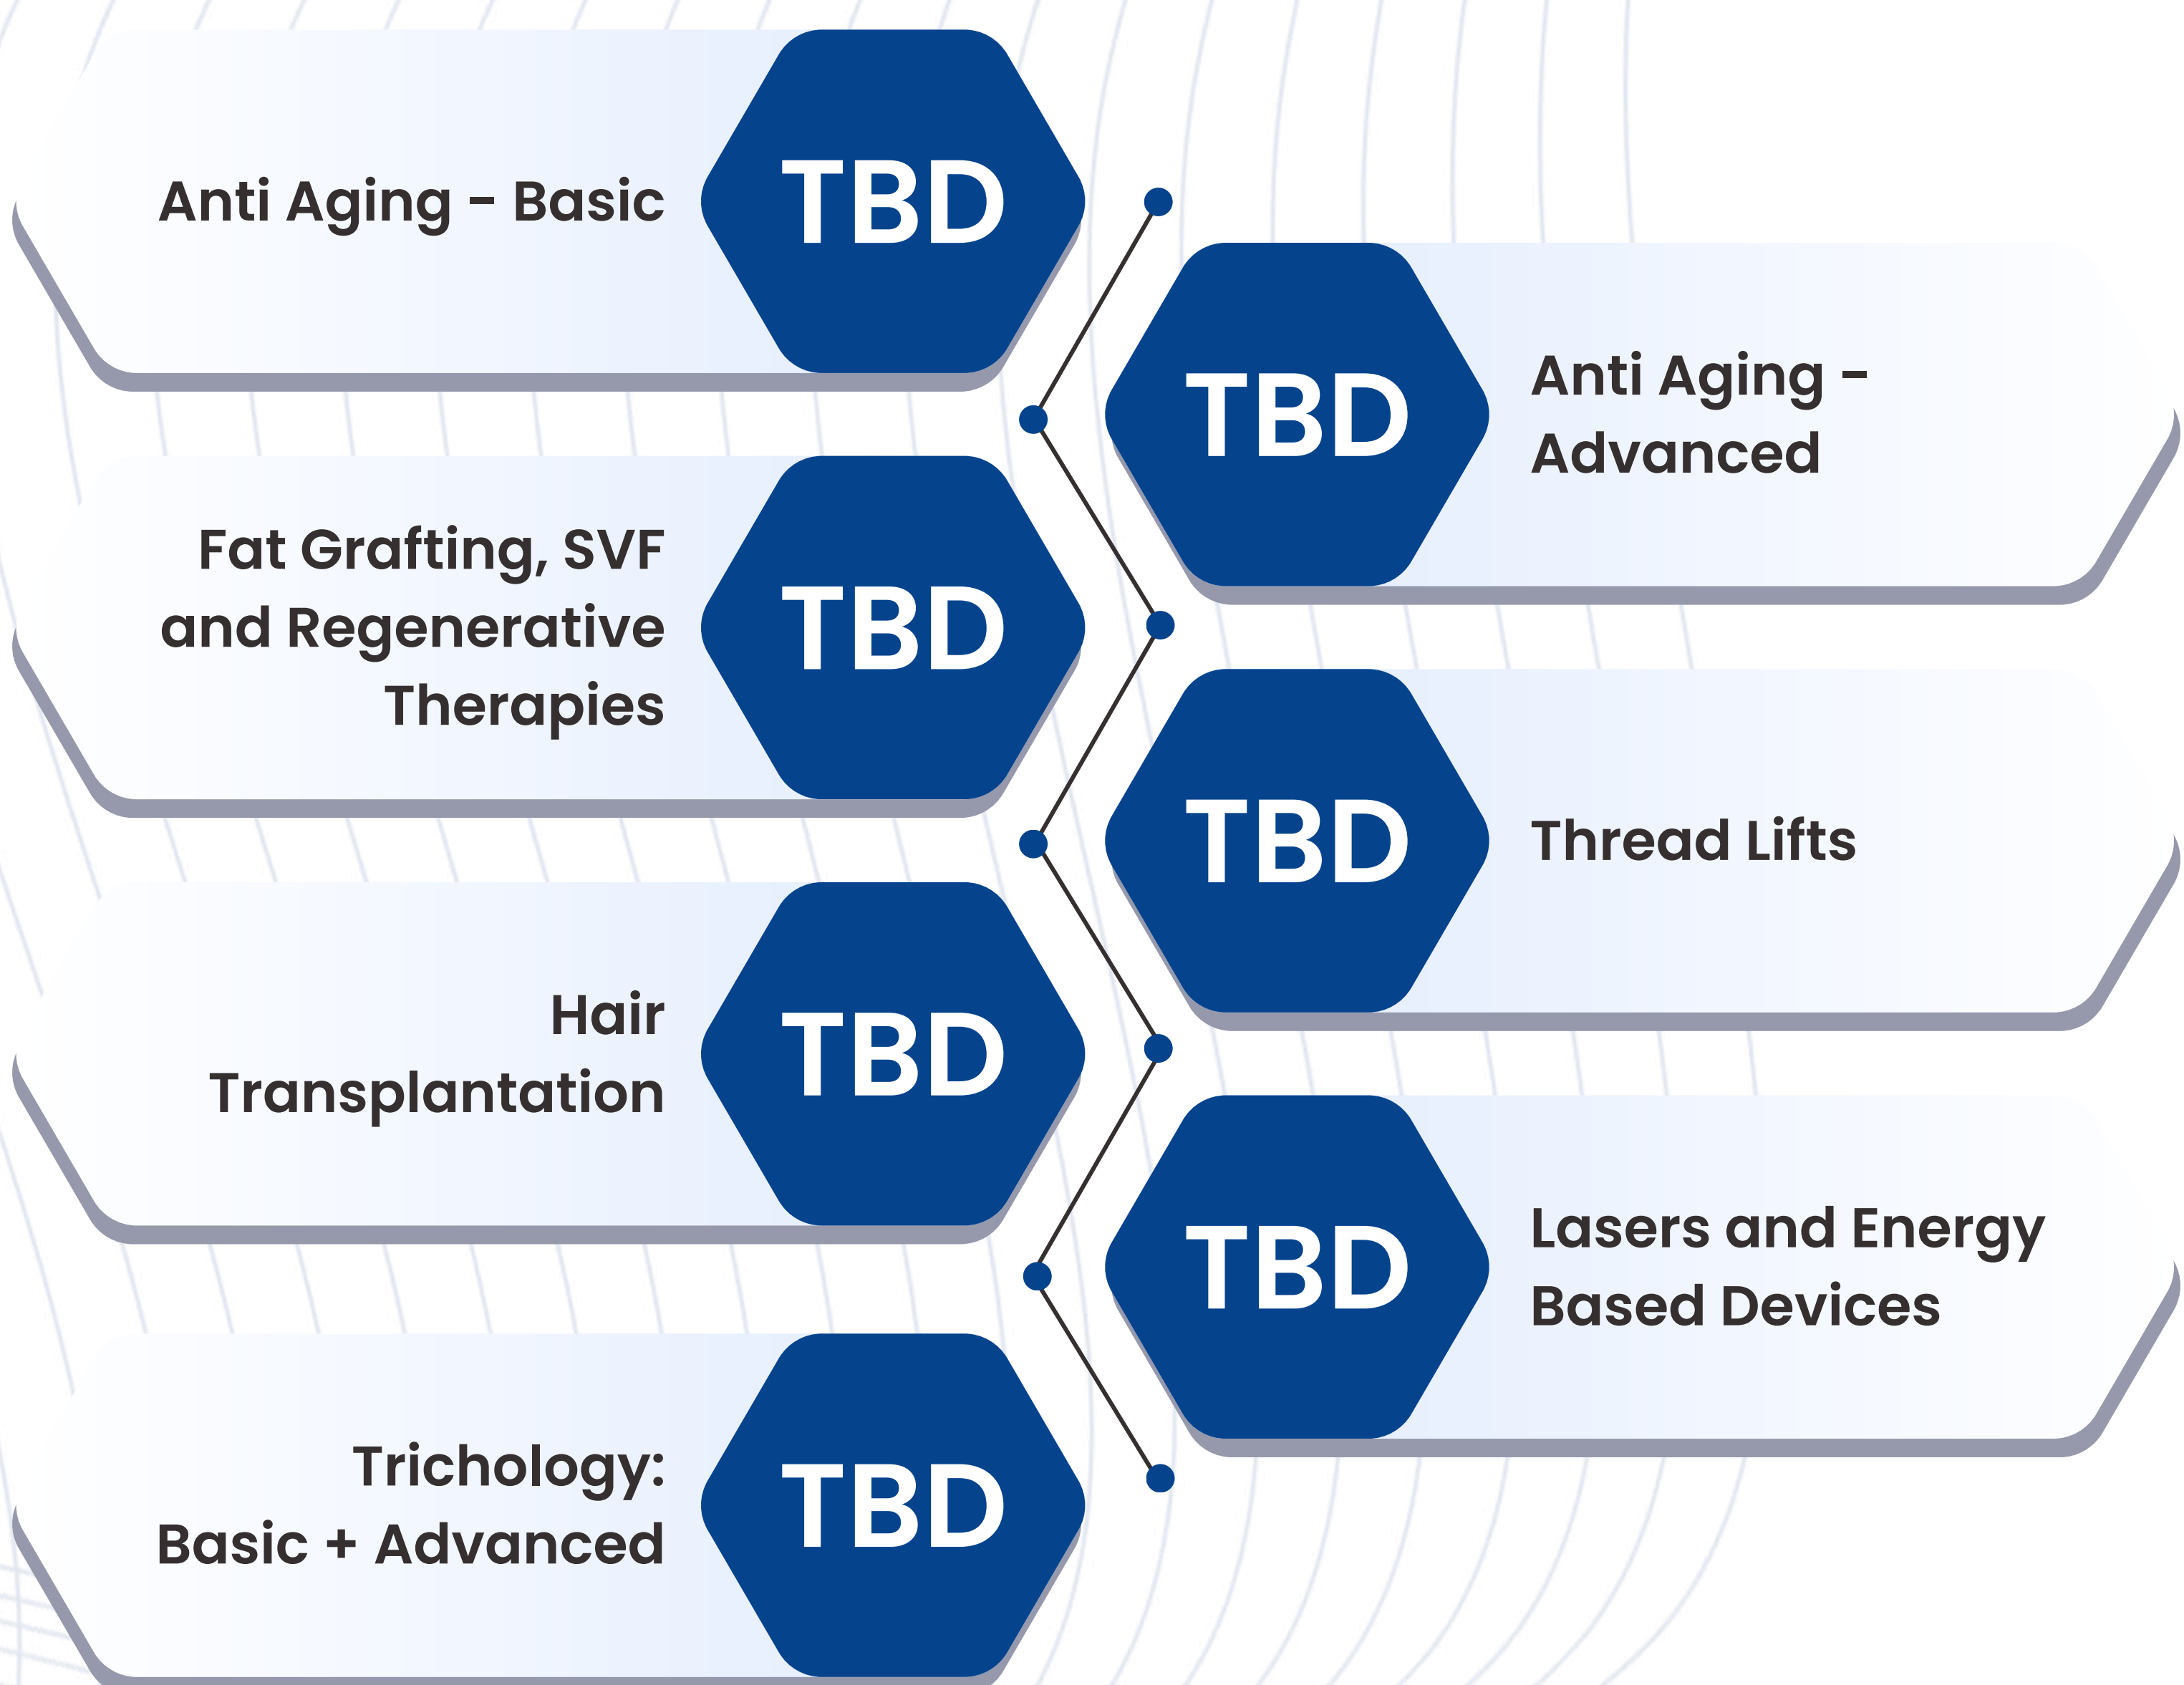 Anti Aging - Basic
TBD
TBD
Anti Aging -
Advanced
Fat Grafting, SVF
and Regenerative
Therapies
TBD
TBD
Thread Lifts
Hair
Transplantation
TBD
TBD
Lasers and Energy
Based Devices
Trichology:
Basic + Advanced
TBD